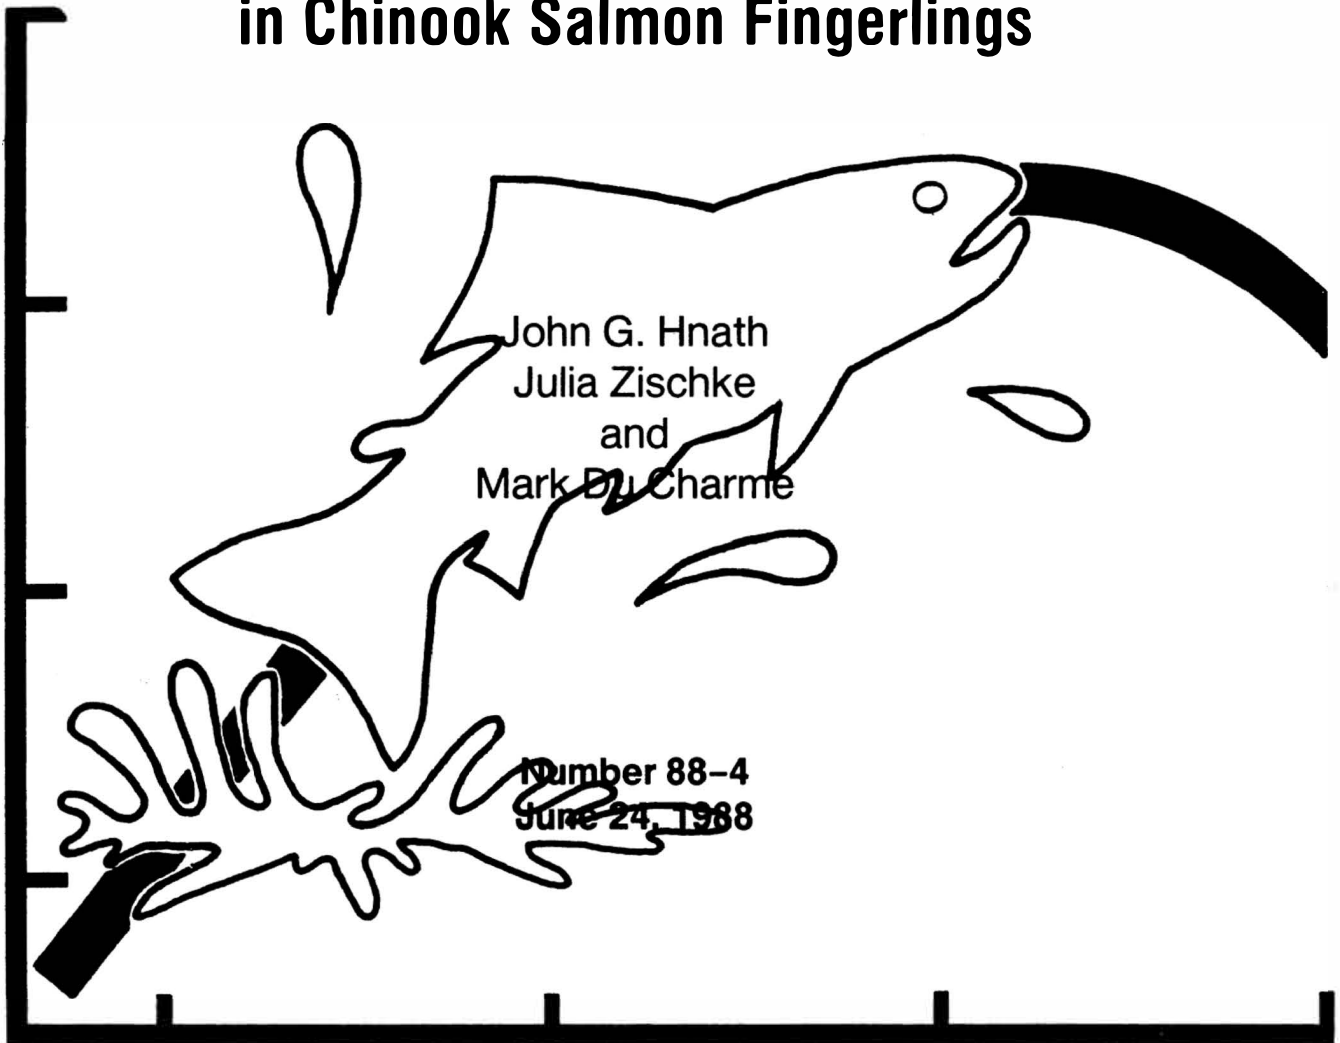 in Chinook Salmon Fingerlings
John G. Hnath
Julia Zischke
and
Mark Du Charme
Number 88–4
June 24, 1988